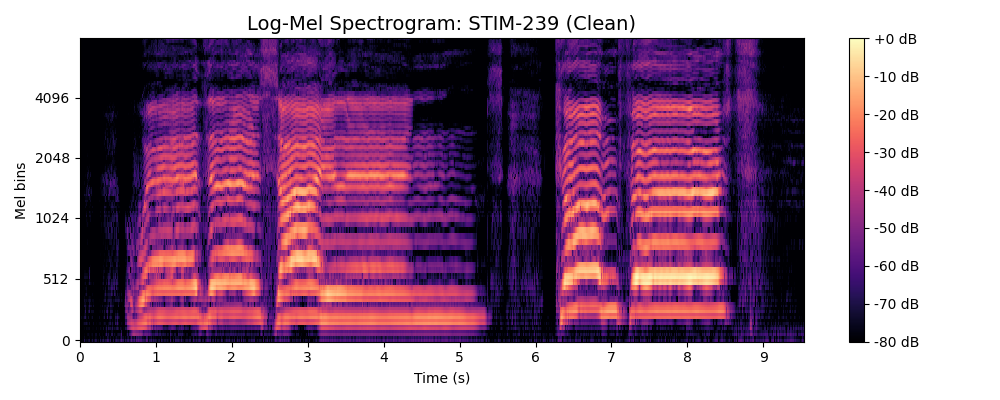 Log-Mel Spectrogram: STIM-239 (Clean)
Mel bins
4096
2048
1024
512
0
0 1 2 3 4 5 6 7 8 9
Time (s)
+0 dB
-10 dB
-20 dB
-30 dB
-40 dB
-50 dB
-60 dB
-70 dB
-80 dB